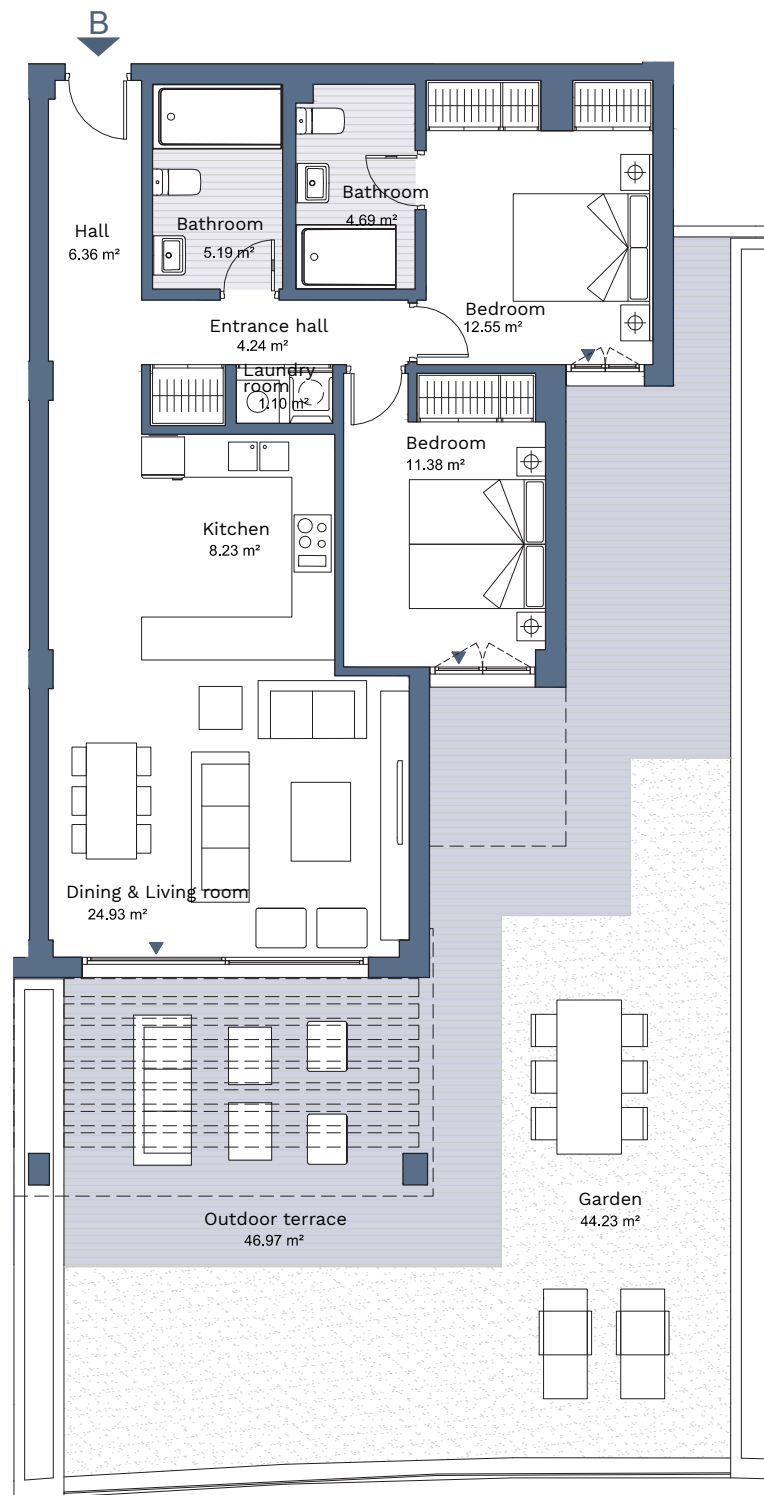 B
Hall
6.36 m²
Bathroom
5.19 m²
Bathroom
4.69 m²
Bedroom
12.55 m²
Entrance hall
4.24 m²
Laundry
room
1.10 m²
Bedroom
11.38 m²
Kitchen
8.23 m²
Dining & Living room
24.93 m²
Outdoor terrace
46.97 m²
Garden
44.23 m²